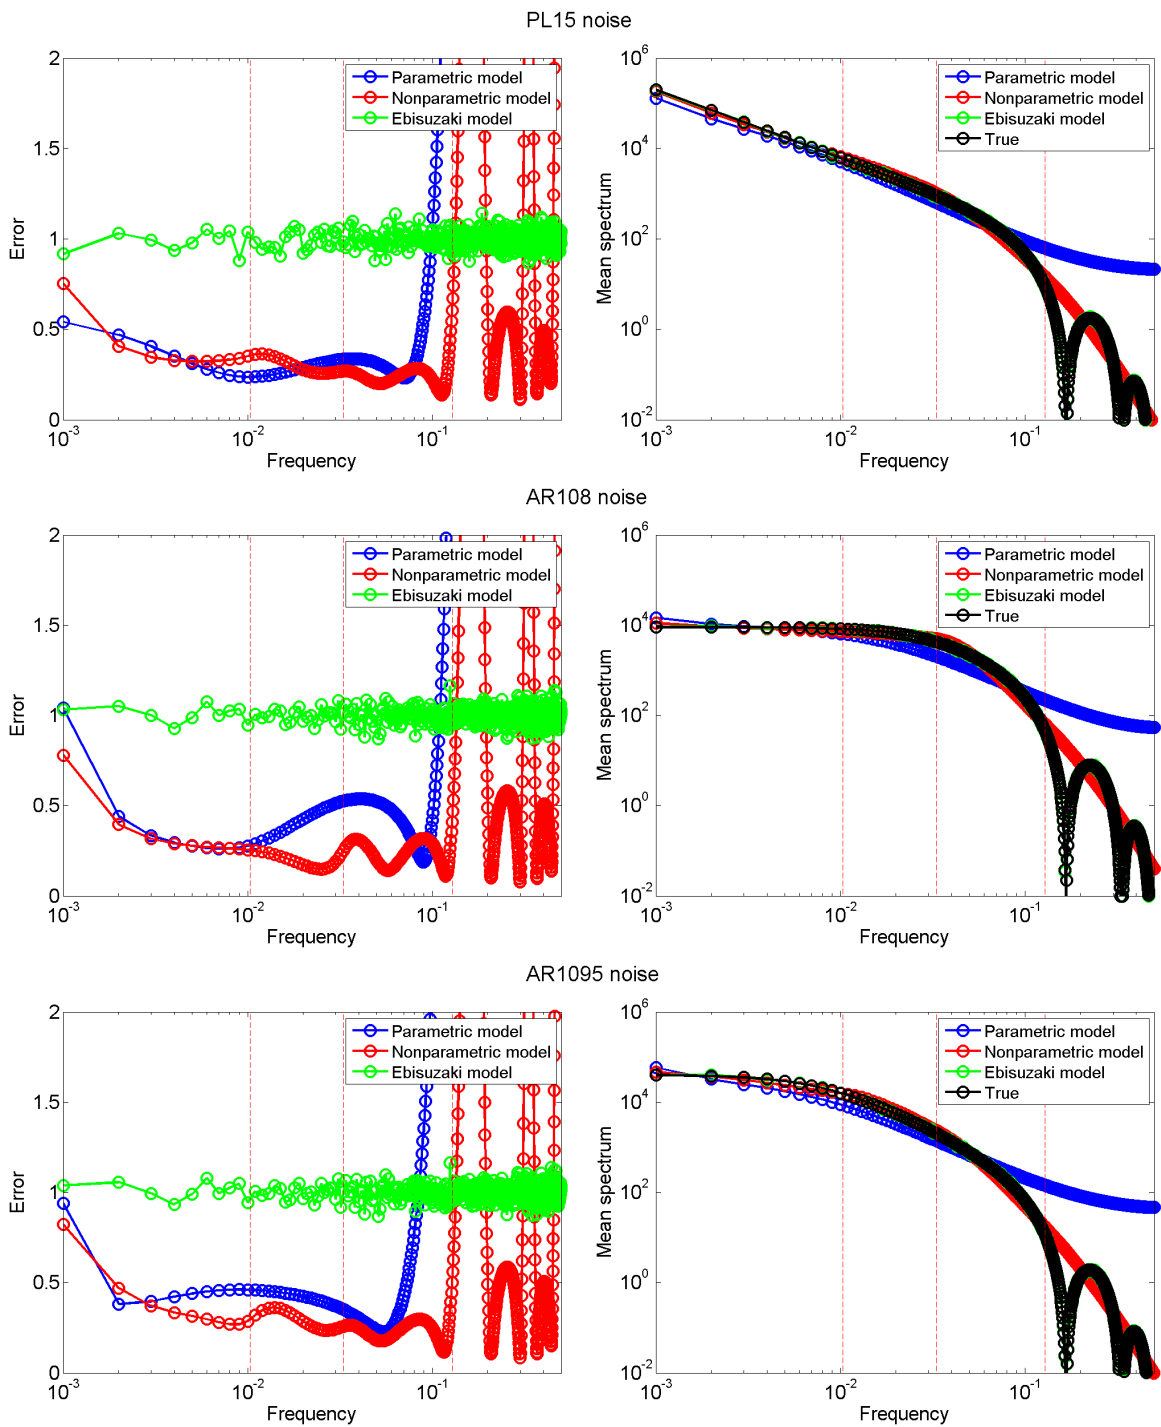 PL15 noise
2
1.5
1
0.5
0
Error
10^-3
10^-2
10^-1
Frequency
Parametric model
Nonparametric model
Ebisuzaki model
10^6
10^4
10^2
10^0
10^-2
Mean spectrum
10^-3
10^-2
10^-1
Frequency
Parametric model
Nonparametric model
Ebisuzaki model
True
AR108 noise
2
1.5
1
0.5
0
Error
10^-3
10^-2
10^-1
Frequency
Parametric model
Nonparametric model
Ebisuzaki model
10^6
10^4
10^2
10^0
10^-2
Mean spectrum
10^-3
10^-2
10^-1
Frequency
Parametric model
Nonparametric model
Ebisuzaki model
True
AR1095 noise
2
1.5
1
0.5
0
Error
10^-3
10^-2
10^-1
Frequency
Parametric model
Nonparametric model
Ebisuzaki model
10^6
10^4
10^2
10^0
10^-2
Mean spectrum
10^-3
10^-2
10^-1
Frequency
Parametric model
Nonparametric model
Ebisuzaki model
True